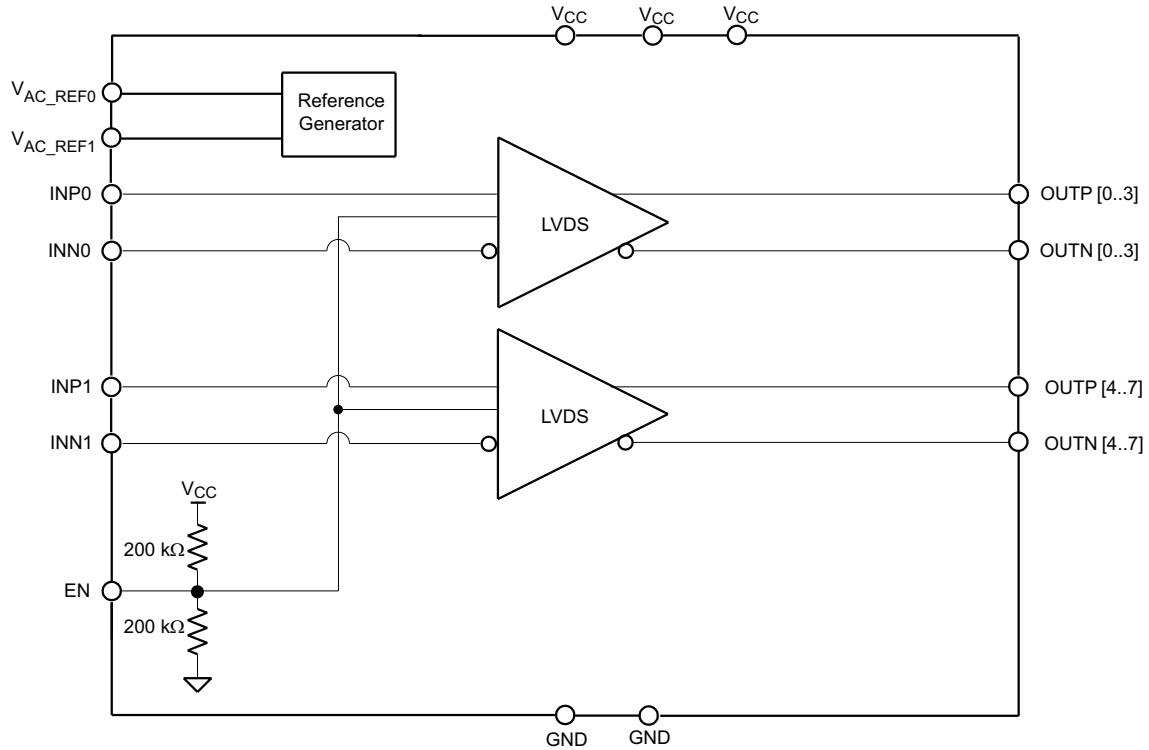 VCC VCC VCC
VAC_REF0
Reference
Generator
VAC_REF1
INP0
LVDS
OUTP [0..3]
INN0
OUTN [0..3]
INP1
LVDS
OUTP [4..7]
INN1
OUTN [4..7]
VCC
200 kΩ
EN
200 kΩ
GND GND